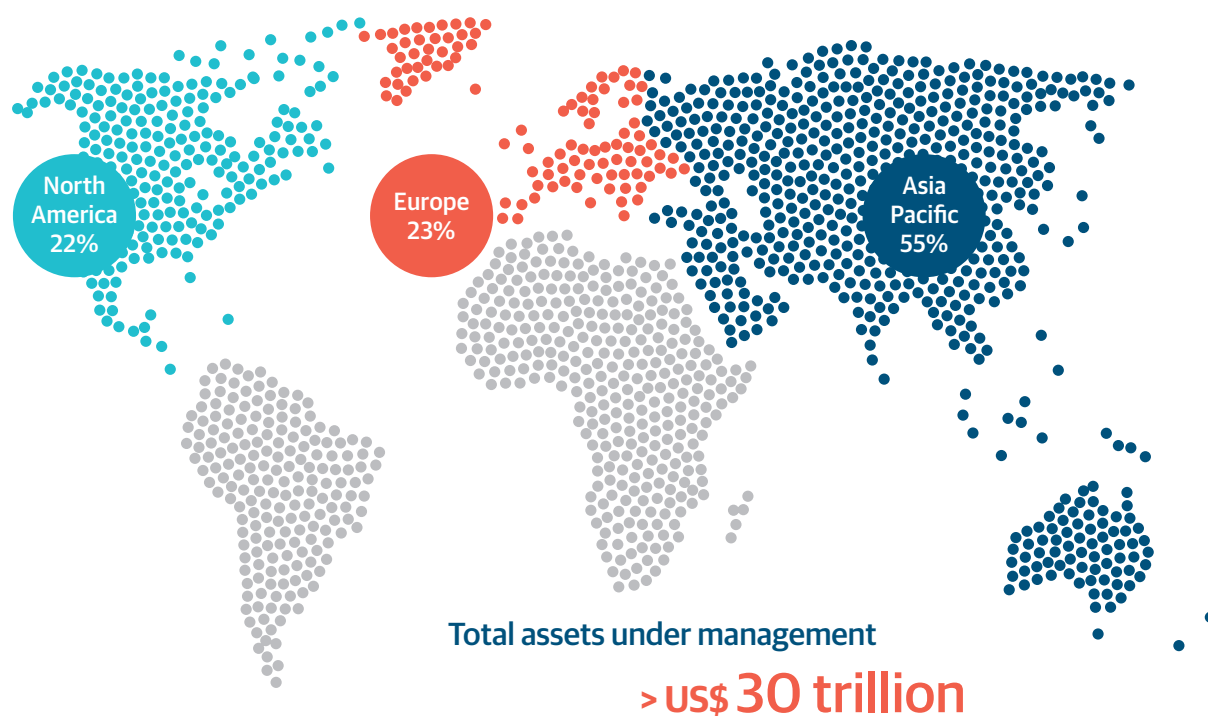 North
America
22%
Europe
23%
Asia
Pacific
55%
Total assets under management
> US$ 30 trillion